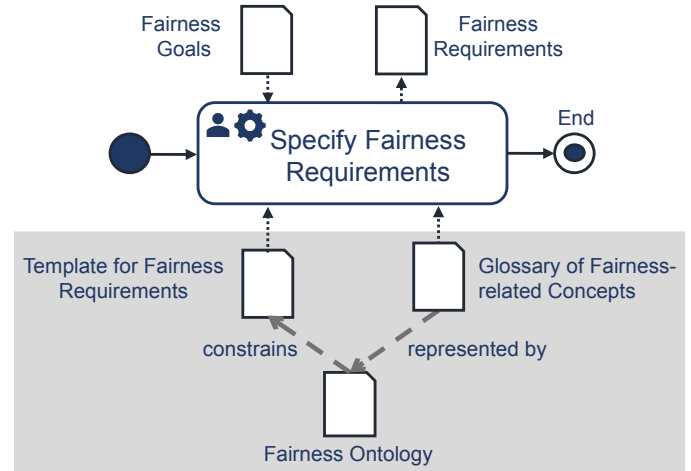 Fairness
Goals
Fairness
Requirements
End
Specify Fairness
Requirements
Template for Fairness
Requirements
Glossary of Fairness-
related Concepts
constrains
represented by
Fairness Ontology